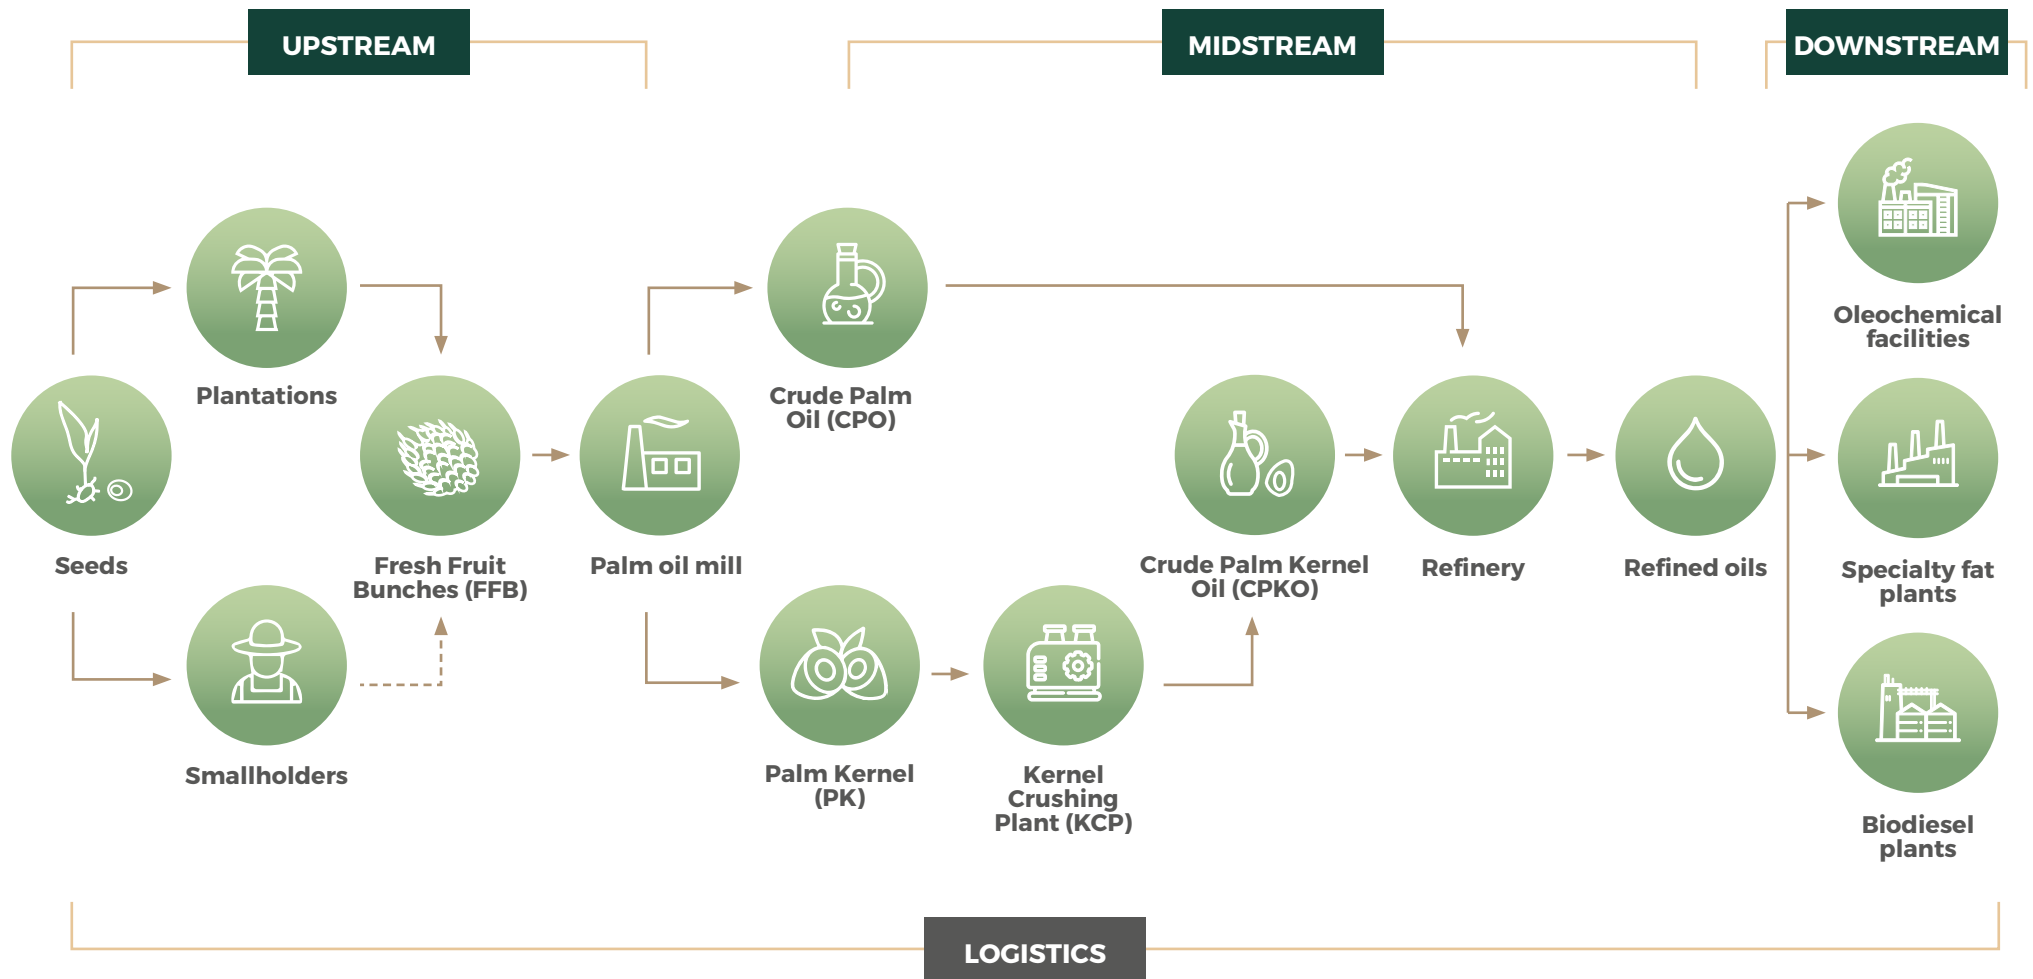 UPSTREAM
MIDSTREAM
DOWNSTREAM
Seeds
Plantations
Smallholders
Fresh Fruit
Bunches (FFB)
Palm oil mill
Crude Palm
Oil (CPO)
Palm Kernel
(PK)
Kernel
Crushing
Plant (KCP)
Crude Palm Kernel
Oil (CPKO)
Refinery
Refined oils
Oleochemical
facilities
Specialty fat
plants
Biodiesel
plants
LOGISTICS